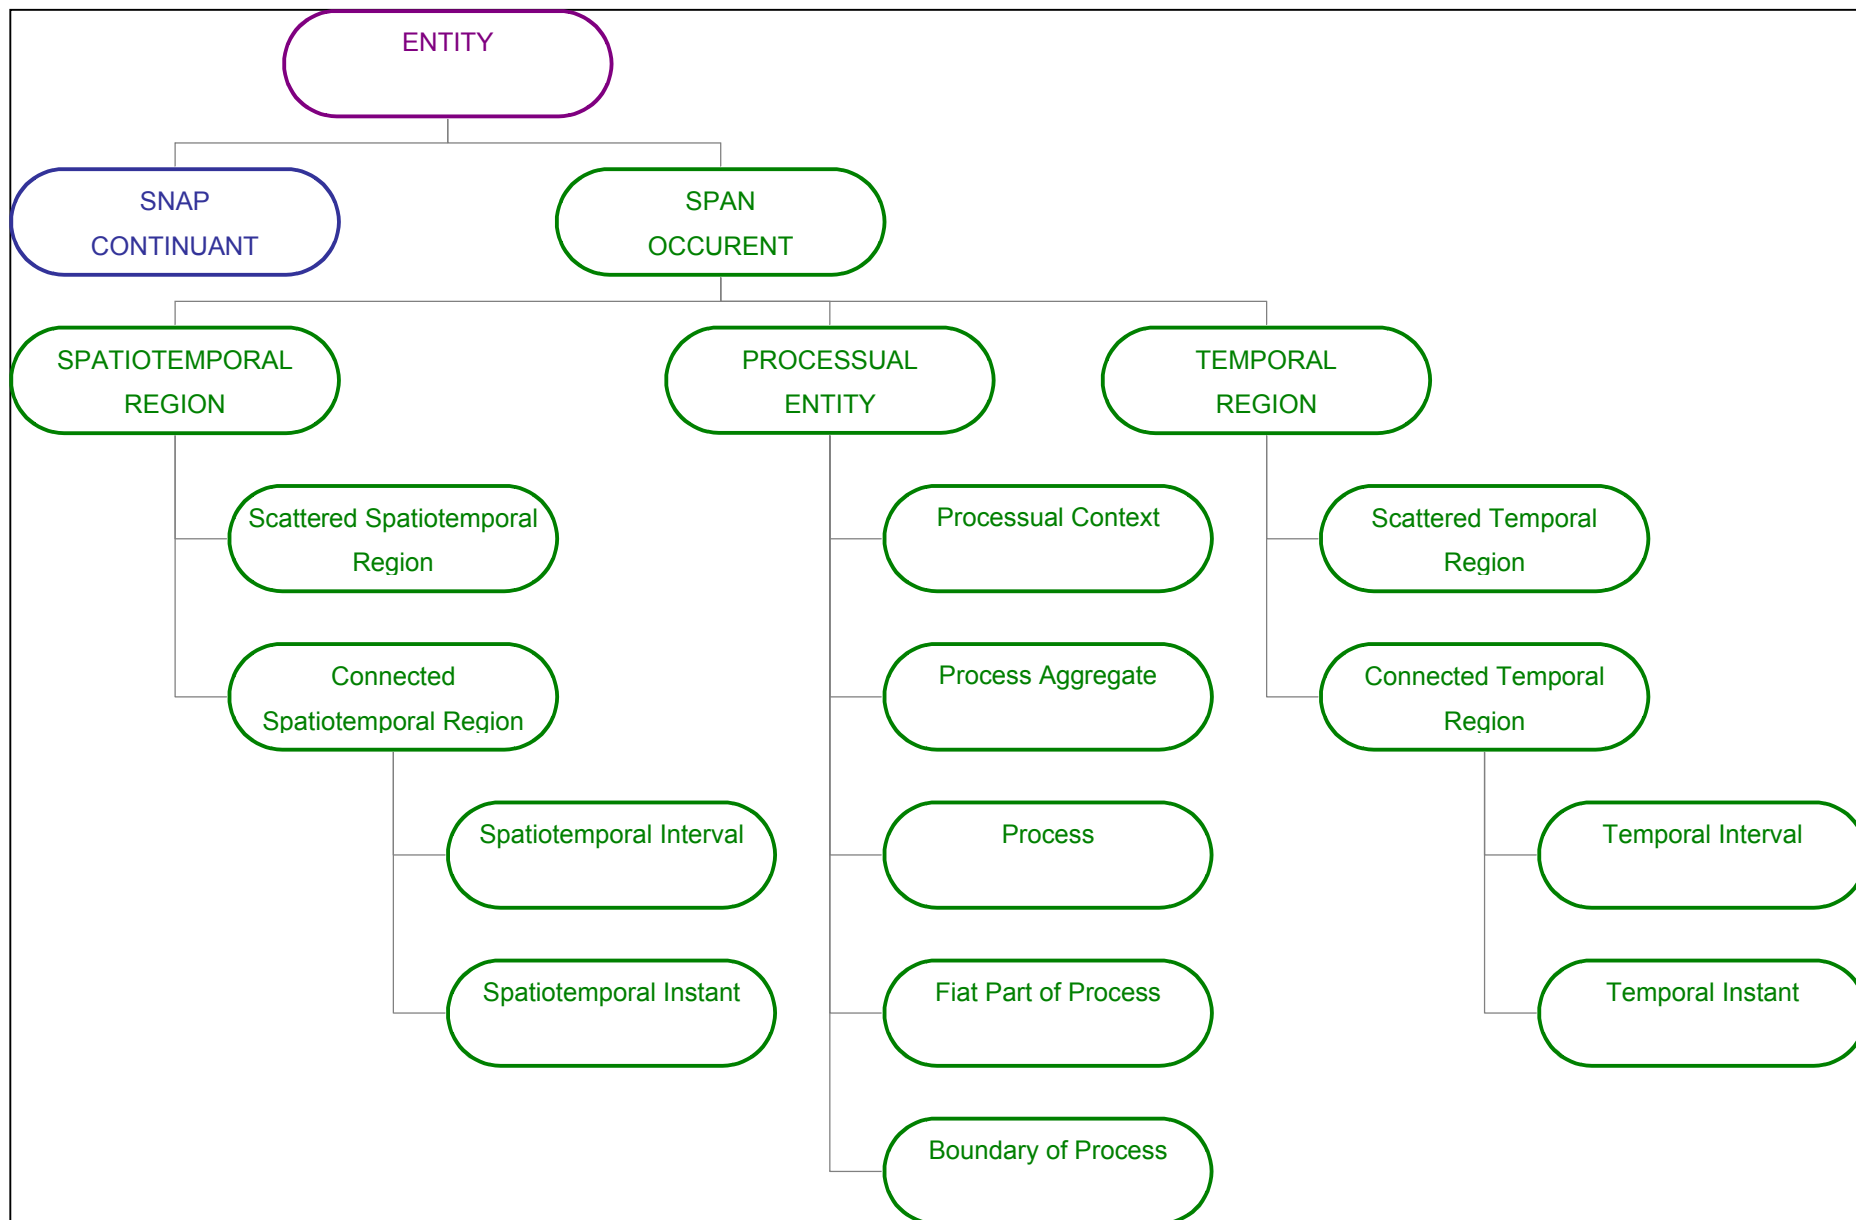 ENTITY
SNAP
CONTINUANT
SPAN
OCCURENT
SPATIOTEMPORAL
REGION
PROCESSUAL
ENTITY
TEMPORAL
REGION
Scattered Spatiotemporal
Region
Processual Context
Scattered Temporal
Region
Connected
Spatiotemporal Region
Process Aggregate
Connected Temporal
Region
Spatiotemporal Interval
Process
Temporal Interval
Spatiotemporal Instant
Fiat Part of Process
Temporal Instant
Boundary of Process